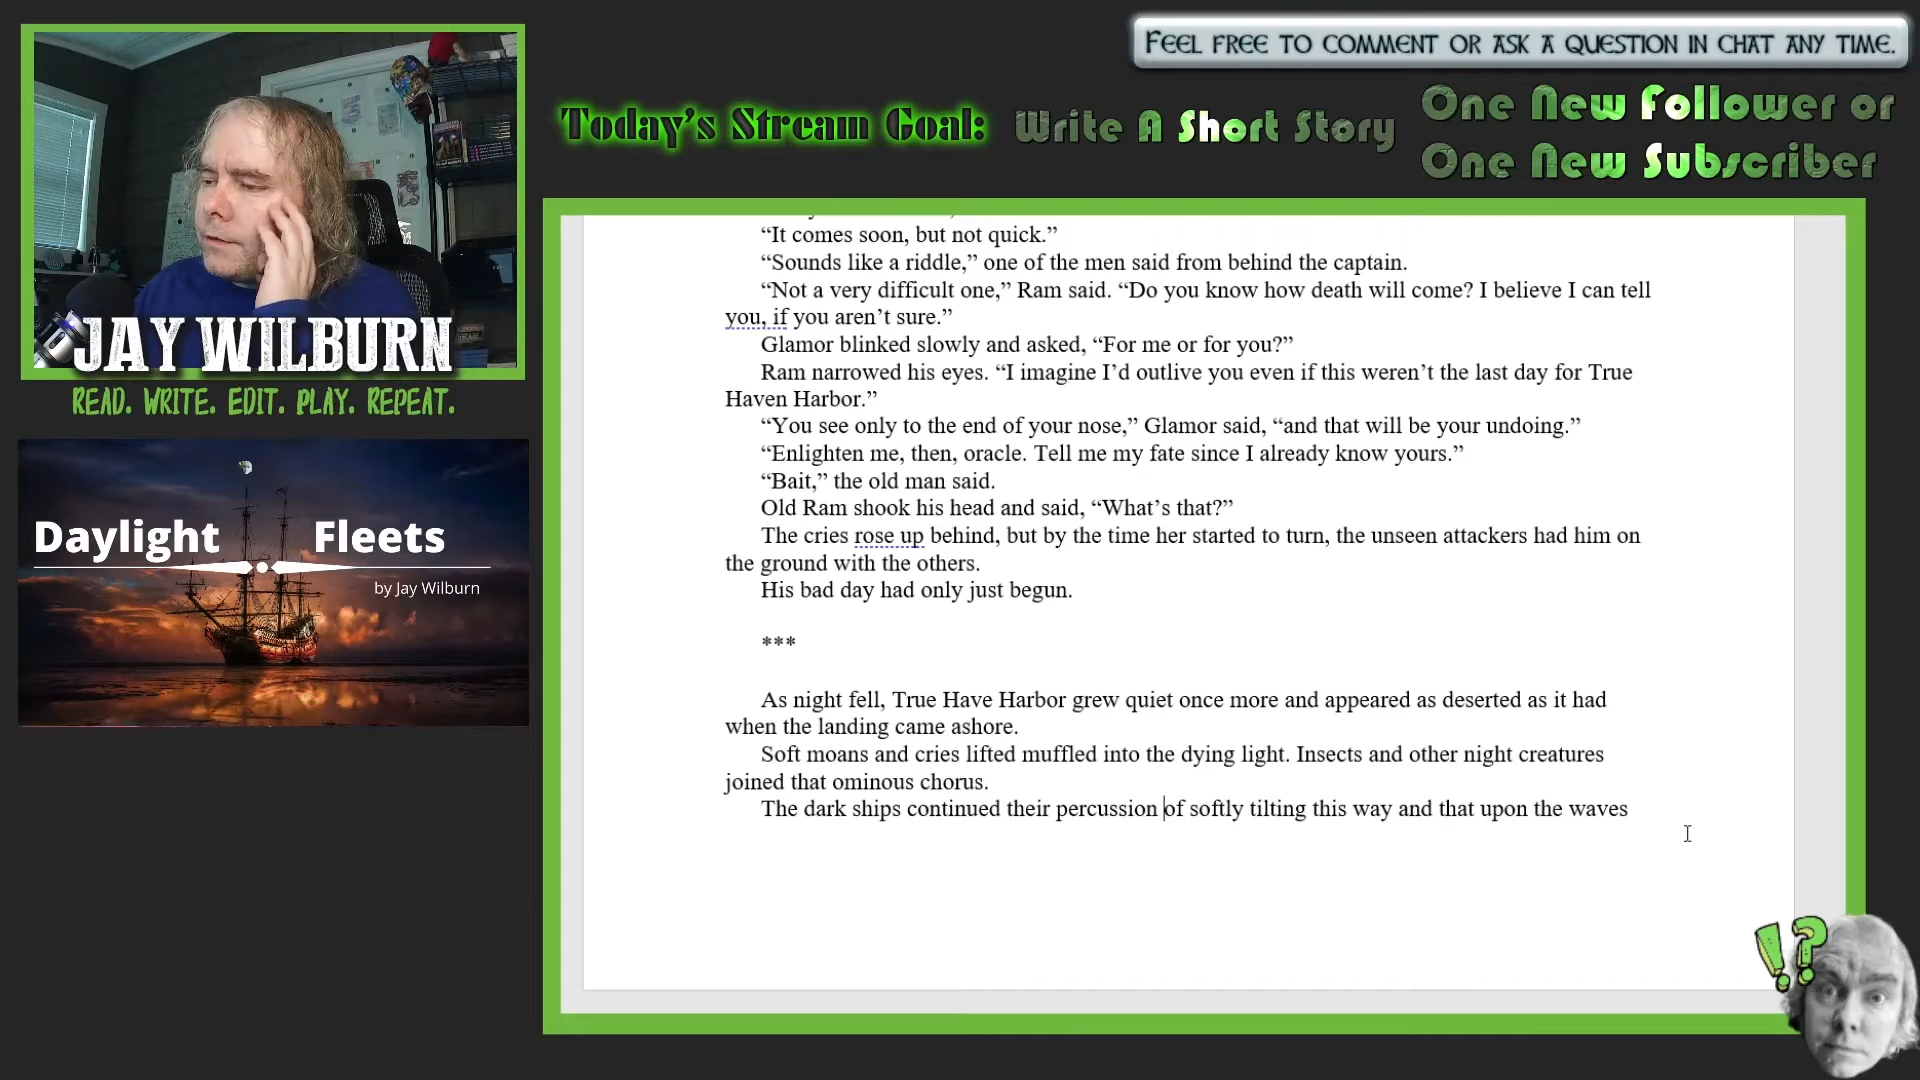 FEEL FREE TO COMMENT OR ASK A QUESTION IN CHAT ANY TIME.
Today's Stream Goal:
Write A Short Story
One New Follower or
One New Subscriber
JAY WILBURN
READ. WRITE. EDIT. PLAY. REPEAT.
Daylight Fleets
by Jay Wilburn
“It comes soon, but not quick.”
“Sounds like a riddle,” one of the men said from behind the captain.
“Not a very difficult one,” Ram said. “Do you know how death will come? I believe I can tell
you, if you aren’t sure.”
Glamor blinked slowly and asked, “For me or for you?”
Ram narrowed his eyes. “I imagine I’d outlive you even if this weren’t the last day for True
Haven Harbor.”
“You see only to the end of your nose,” Glamor said, “and that will be your undoing.”
“Enlighten me, then, oracle. Tell me my fate since I already know yours.”
“Bait,” the old man said.
Old Ram shook his head and said, “What’s that?”
The cries rose up behind, but by the time her started to turn, the unseen attackers had him on
the ground with the others.
His bad day had only just begun.
***
As night fell, True Have Harbor grew quiet once more and appeared as deserted as it had
when the landing came ashore.
Soft moans and cries lifted muffled into the dying light. Insects and other night creatures
joined that ominous chorus.
The dark ships continued their percussion of softly tilting this way and that upon the waves
!?